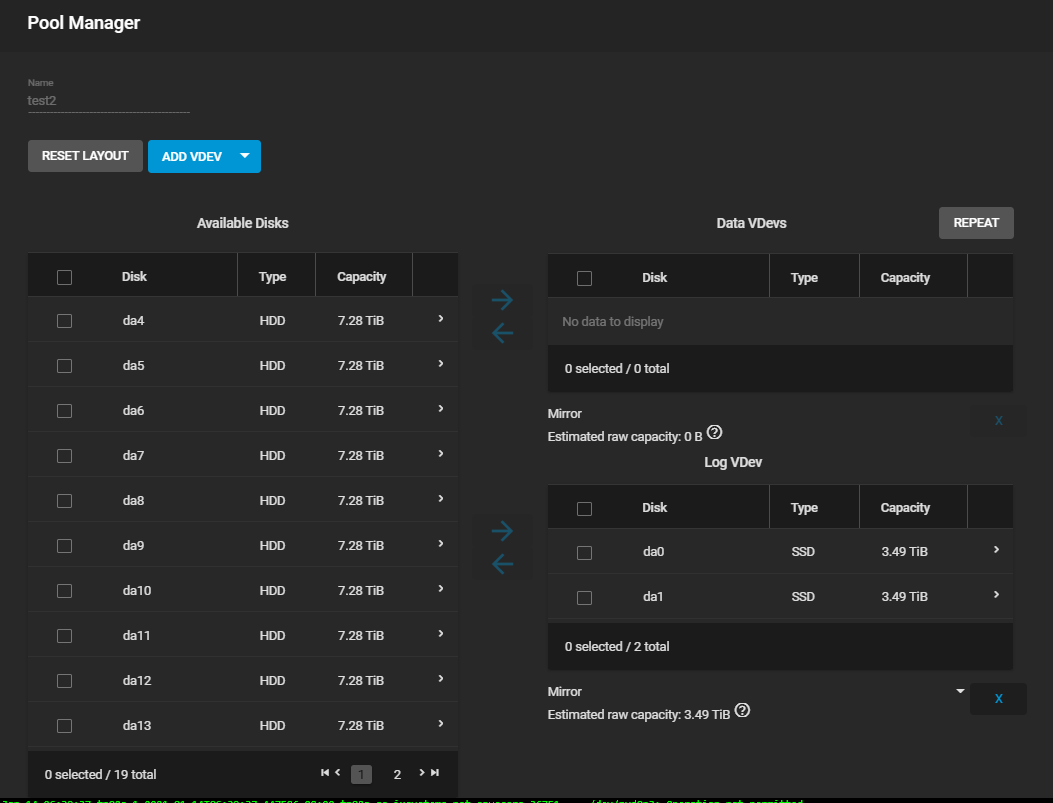 Pool Manager
Name
test2
RESET LAYOUT
ADD VDEV
Available Disks
Disk Type Capacity
da4 HDD 7.28 TiB
da5 HDD 7.28 TiB
da6 HDD 7.28 TiB
da7 HDD 7.28 TiB
da8 HDD 7.28 TiB
da9 HDD 7.28 TiB
da10 HDD 7.28 TiB
da11 HDD 7.28 TiB
da12 HDD 7.28 TiB
da13 HDD 7.28 TiB
0 selected / 19 total
1 2
Data VDevs
REPEAT
Disk Type Capacity
No data to display
0 selected / 0 total
Mirror
X
Estimated raw capacity: 0 B ?
Log VDev
Disk Type Capacity
da0 SSD 3.49 TiB
da1 SSD 3.49 TiB
0 selected / 2 total
Mirror
X
Estimated raw capacity: 3.49 TiB ?